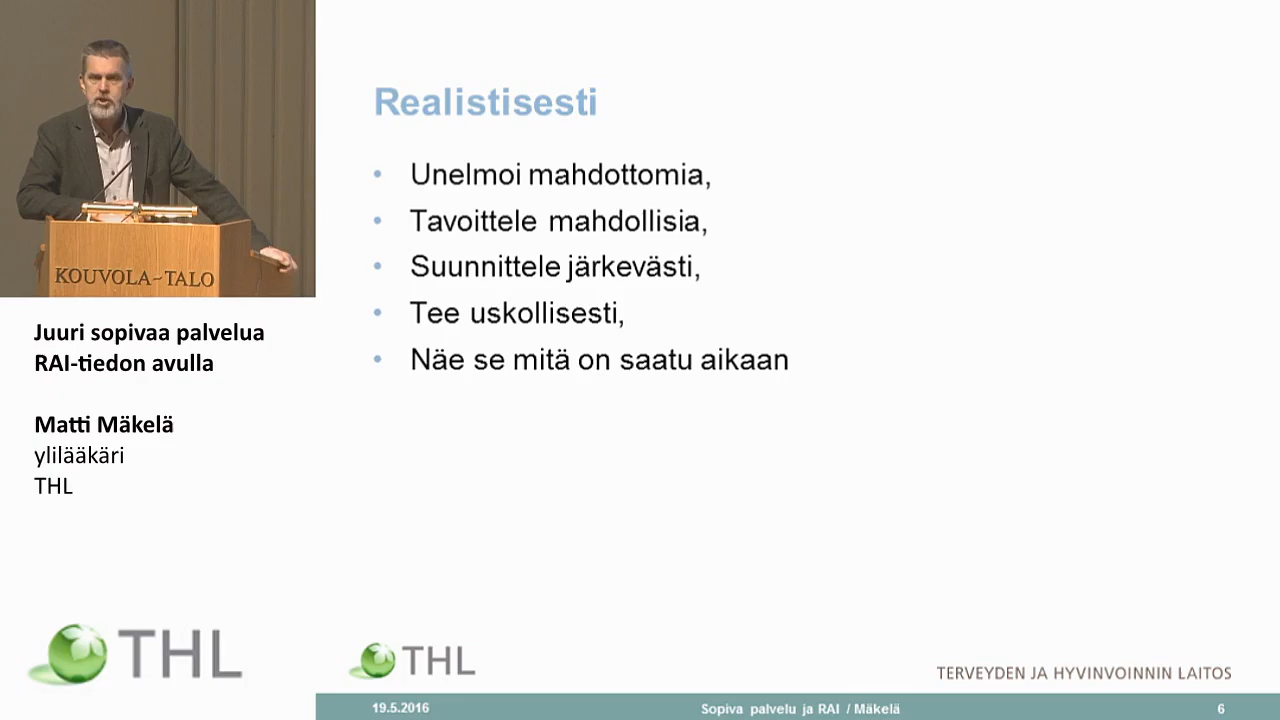 KOUVOLA-TALO
Juuri sopivaa palvelua
RAI-tiedon avulla
Matti Mäkelä
ylilääkäri
THL
THL
Realistisesti
• Unelmoi mahdottomia,
• Tavoittele mahdollisia,
• Suunnittele järkevästi,
• Tee uskollisesti,
• Näe se mitä on saatu aikaan
THL
TERVEYDEN JA HYVINVOINNIN LAITOS
19.5.2016 Sopiva palvelu ja RAI / Mäkelä 6